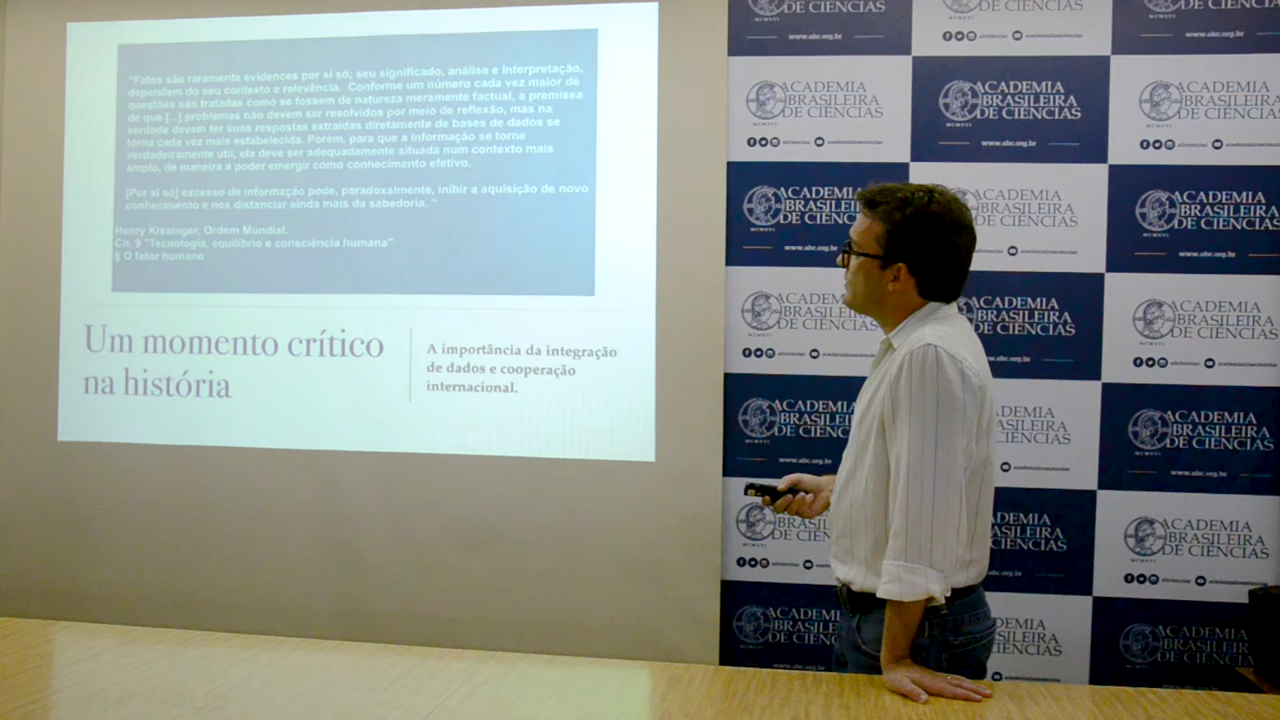 "Fatos são raramente evidences por si só; seu significado, análise e interpretação,
dependem do seu contexto e relevância. Conforme um número cada vez maior de
questões são tratadas como se fossem de natureza meramente factual, a premissa
de que [...] problemas não devem ser resolvidos por meio de reflexão, mas na
verdade devem ter suas respostas extraídas diretamente de bases de dados se
torna cada vez mais estabelecida. Porém, para que a informação se torne
verdadeiramente útil, ela deve ser adequadamente situada num contexto mais
amplo, de maneira a poder emergir como conhecimento efetivo.
[Por si só] excesso de informação pode, paradoxalmente, inibir a aquisição de novo
conhecimento e nos distanciar ainda mais da sabedoria. "
Henry Kissinger, Ordem Mundial.
Ch. 9 "Tecnologia, equilíbrio e consciência humana"
§ O fator humano
Um momento crítico
na história
A importância da integração
de dados e cooperação
internacional.
ACADEMIA
BRASILEIRA
DE CIÊNCIAS
www.abc.org.br